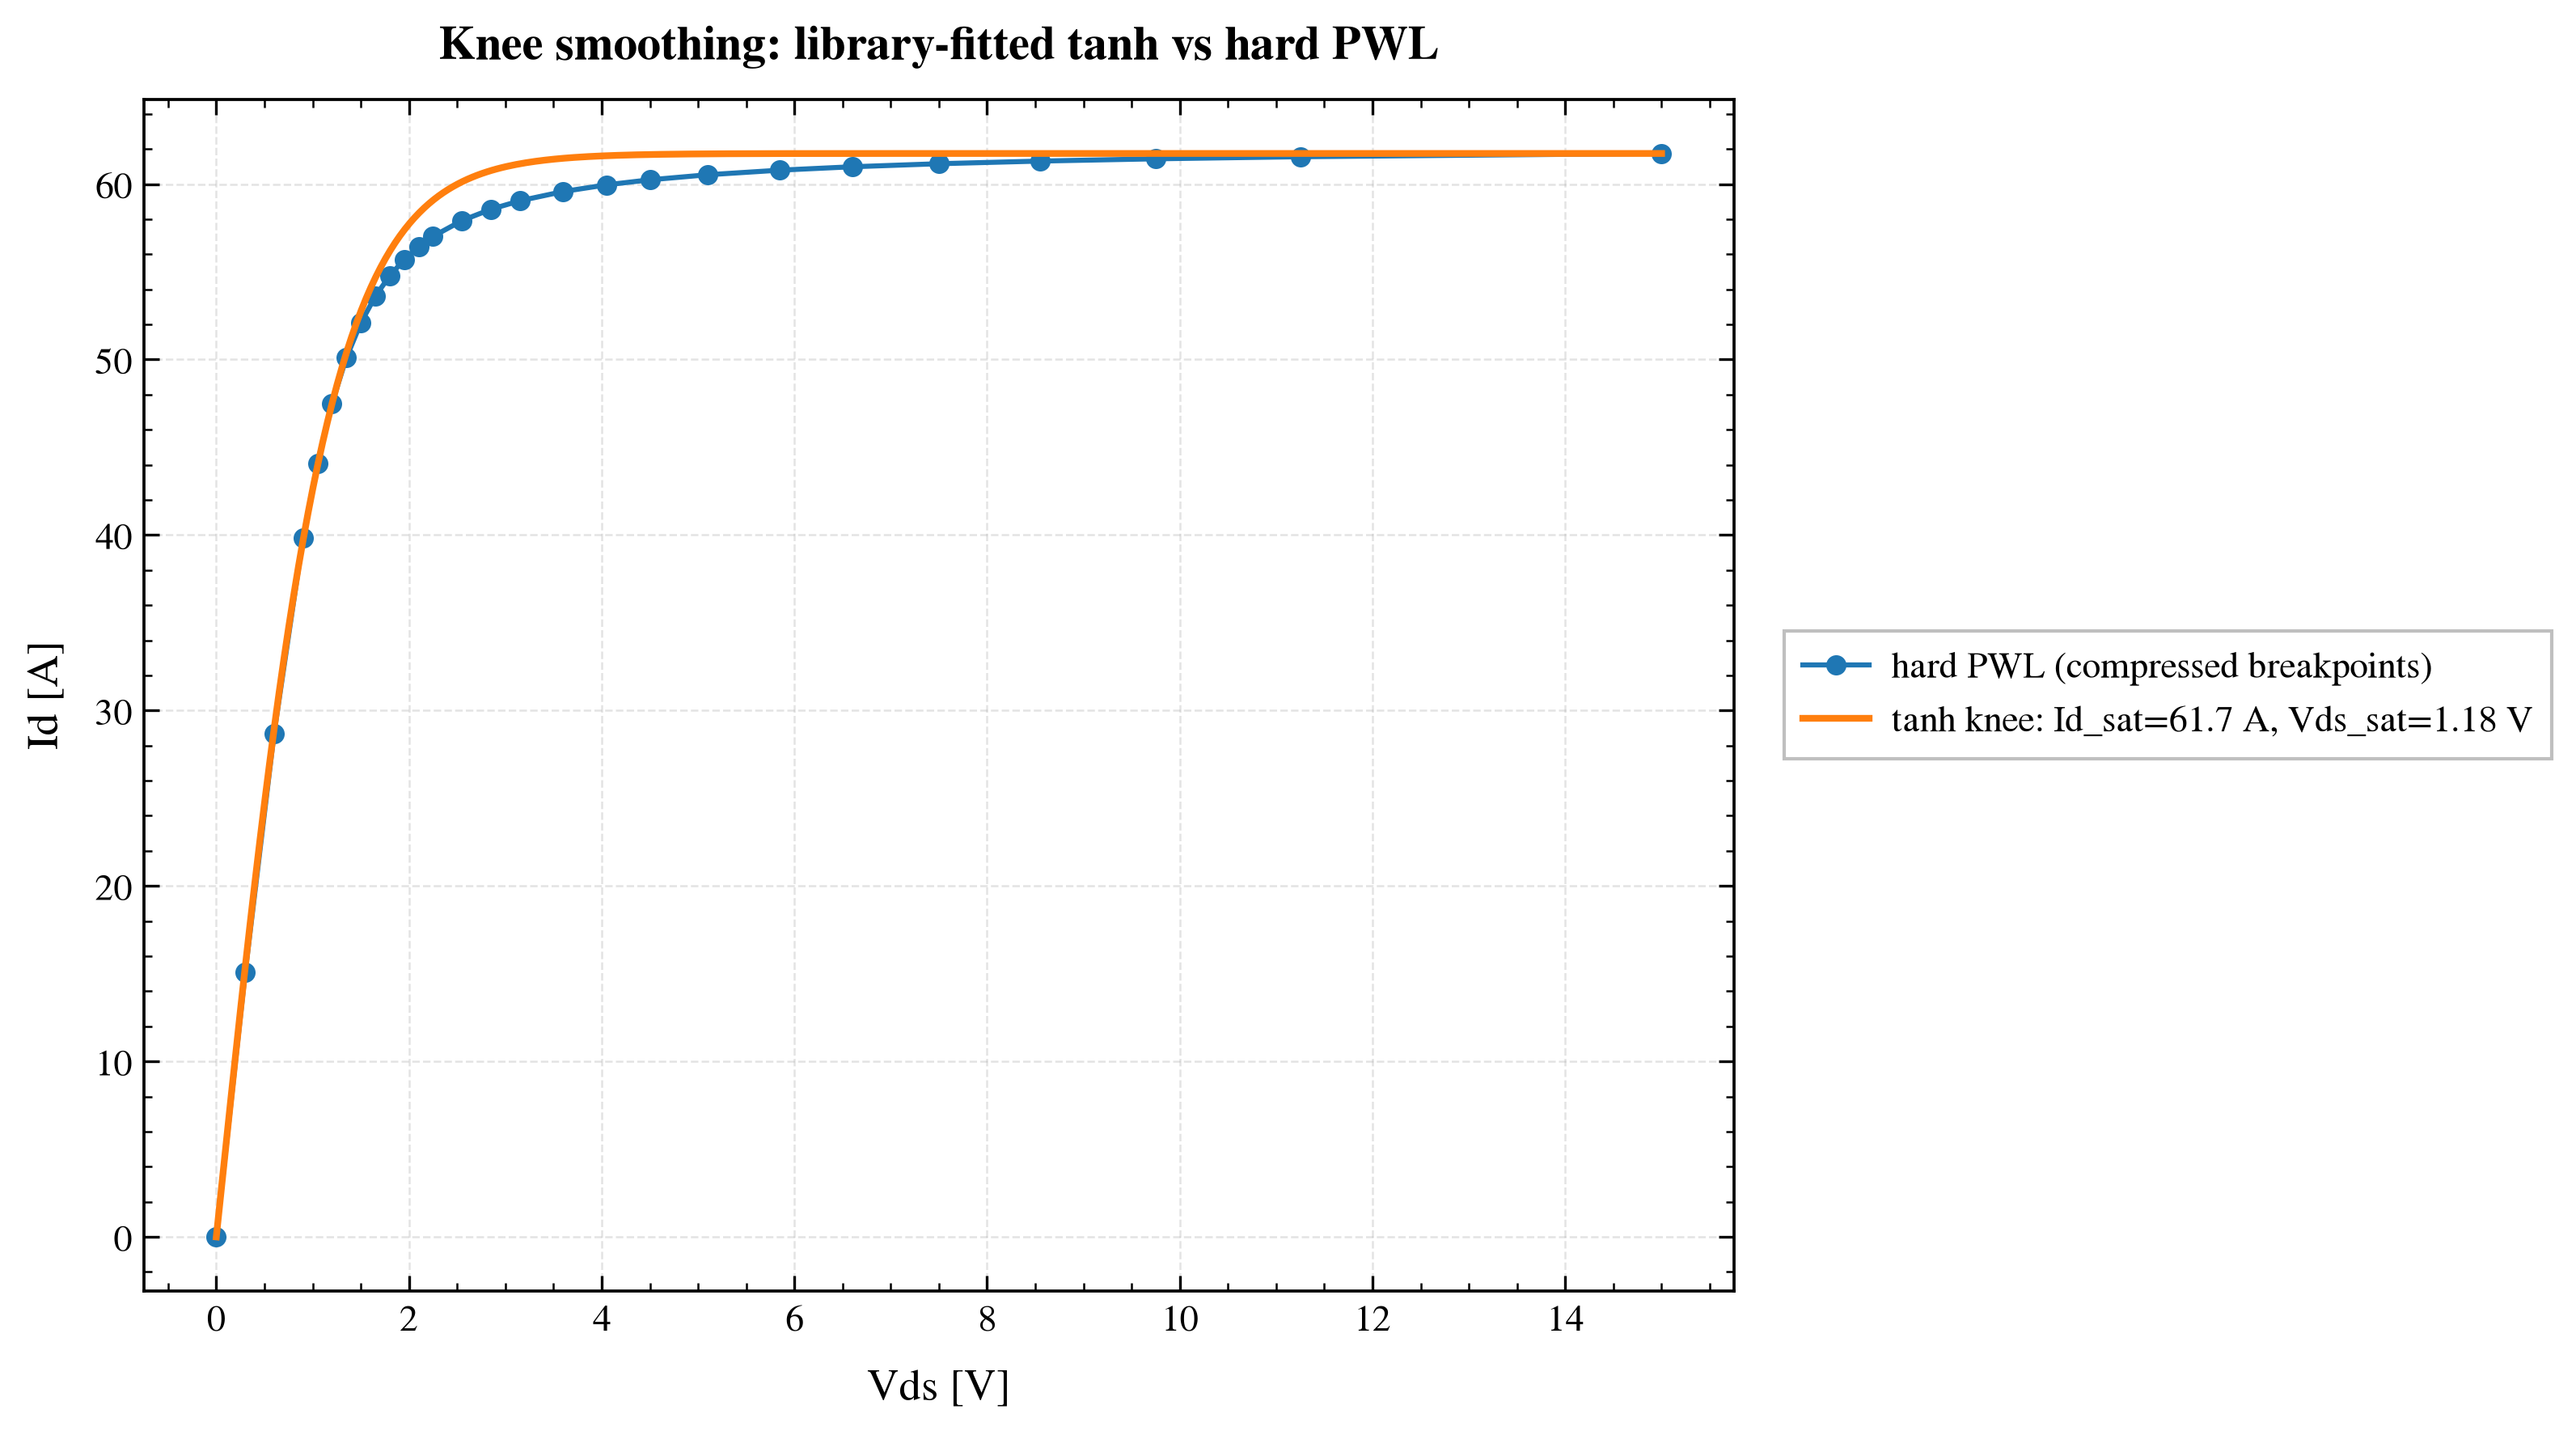 Knee smoothing: library-fitted tanh vs hard PWL
60
50
40
30
20
10
0
Id [A]
0 2 4 6 8 10 12 14
Vds [V]
hard PWL (compressed breakpoints)
tanh knee: Id_sat=61.7 A, Vds_sat=1.18 V